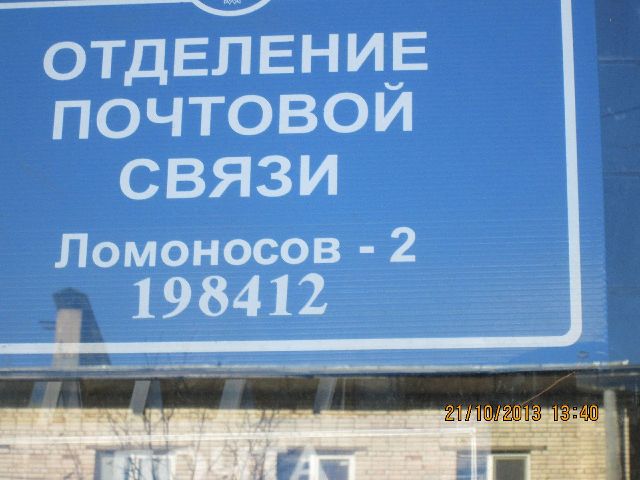 ОТДЕЛЕНИЕ
ПОЧТОВОЙ
СВЯЗИ
Ломоносов - 2
198412
21/10/2013 13:40